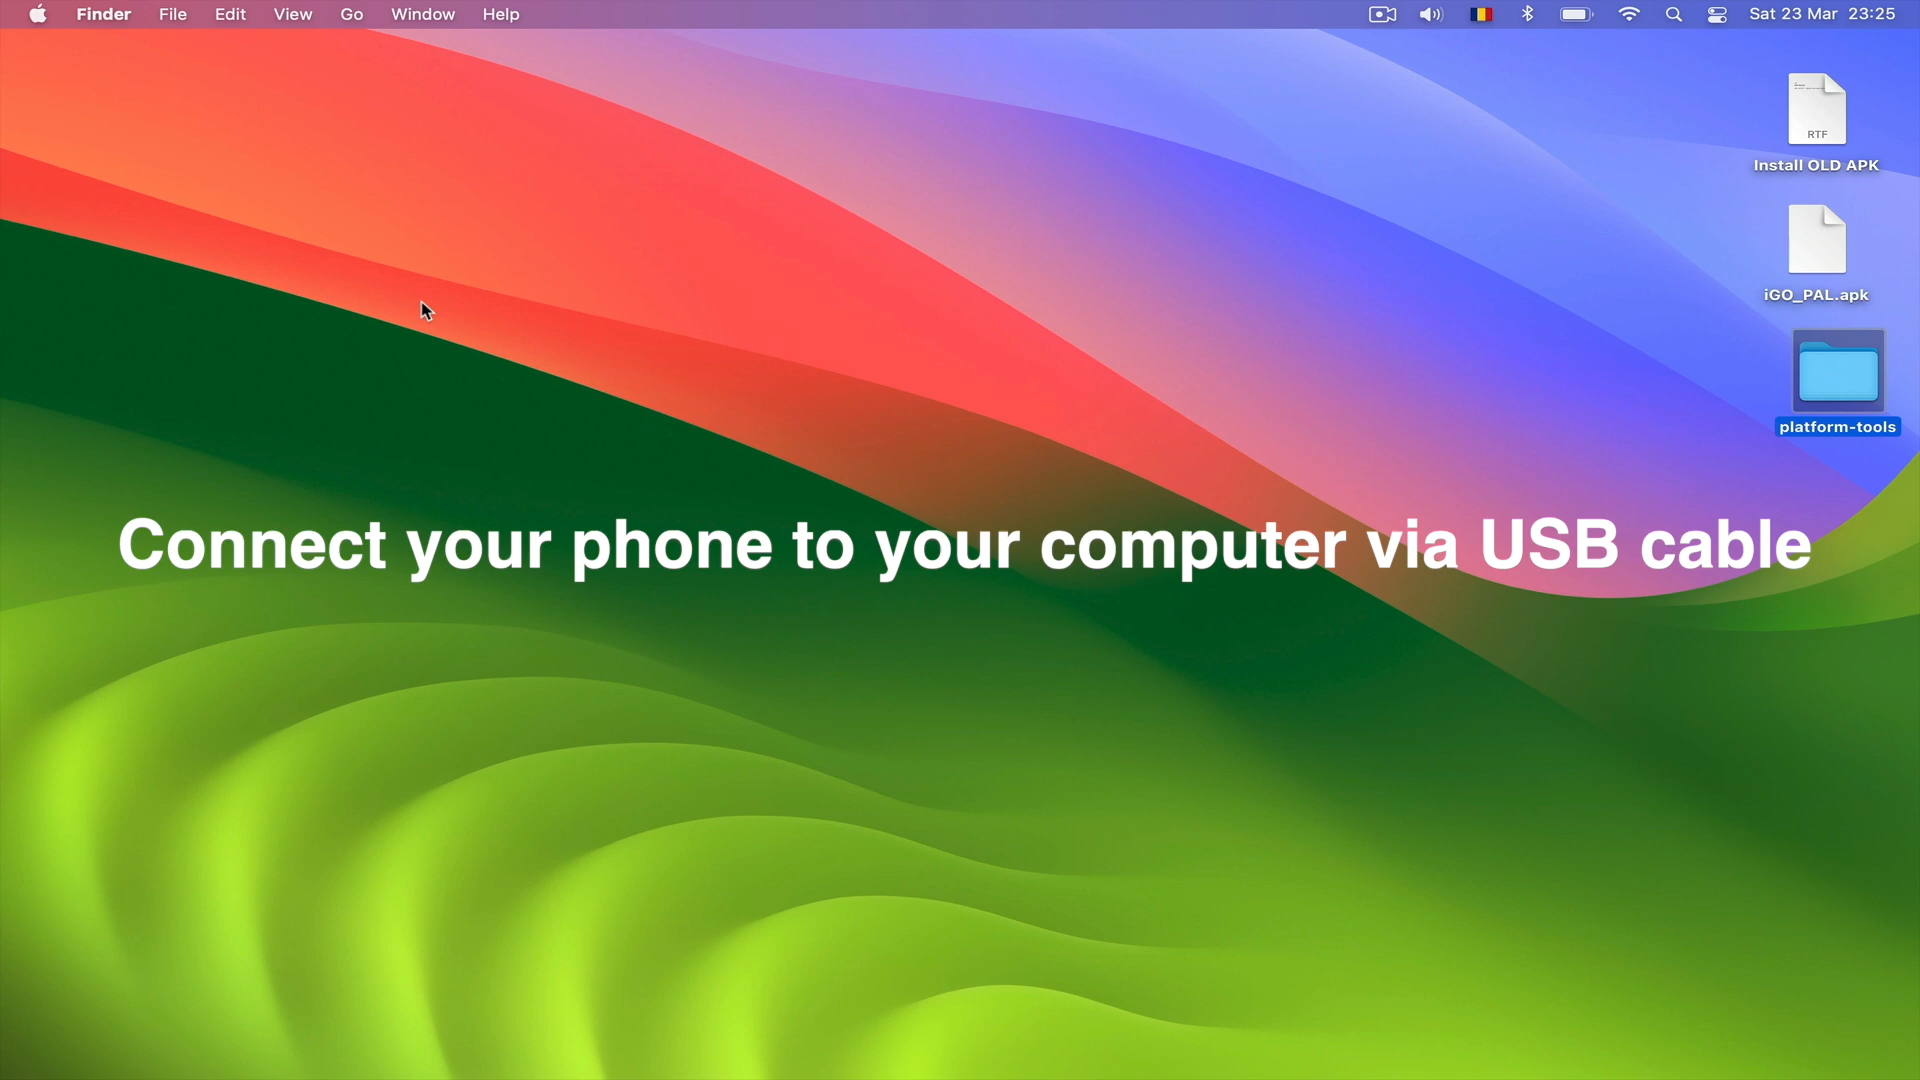 Finder File Edit View Go Window Help Sat 23 Mar 23:25
RTF
Install OLD APK
iGO_PAL.apk
platform-tools
Connect your phone to your computer via USB cable